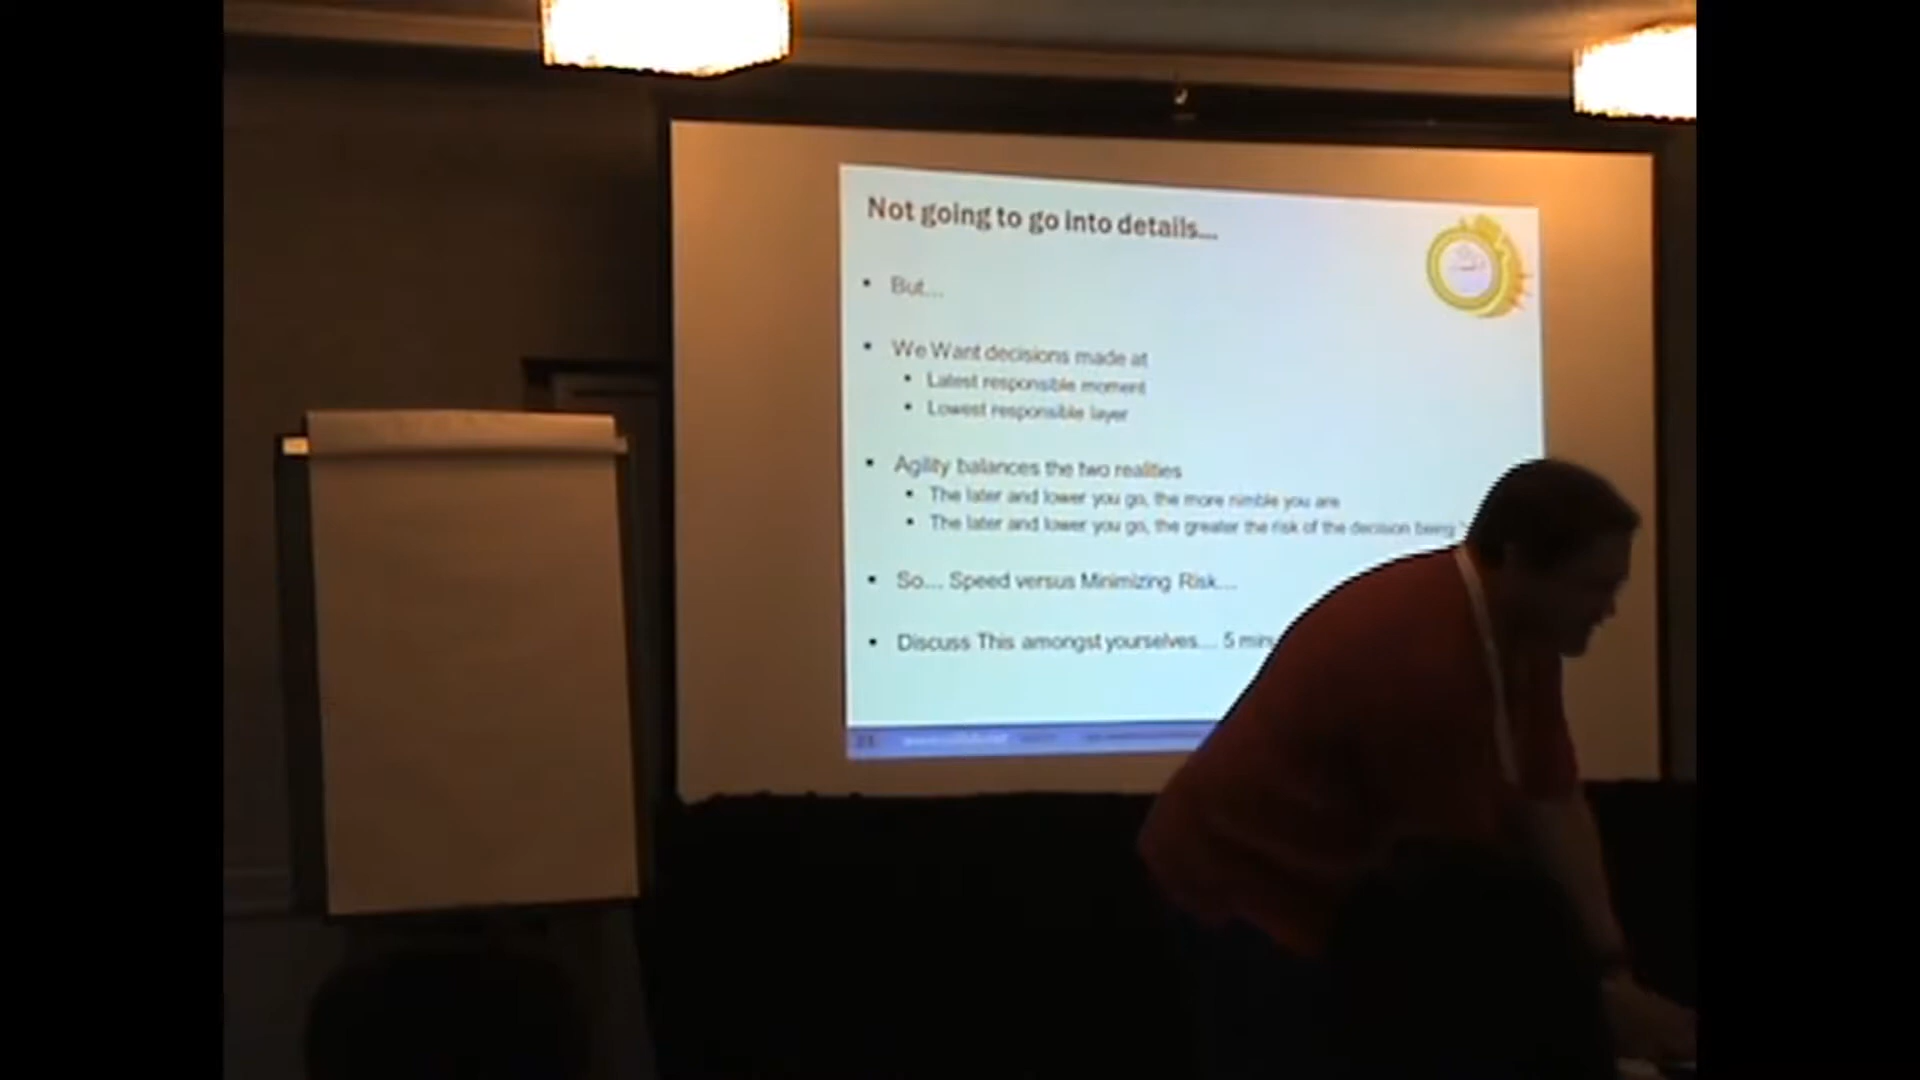 Not going to go into details...
But...
We Want decisions made at
Latest responsible moment
Lowest responsible layer
Agility balances the two realities
The later and lower you go, the more nimble you are
The later and lower you go, the greater the risk of the decision being
So.... Speed versus Minimizing Risk....
Discuss This amongst yourselves.... 5 min